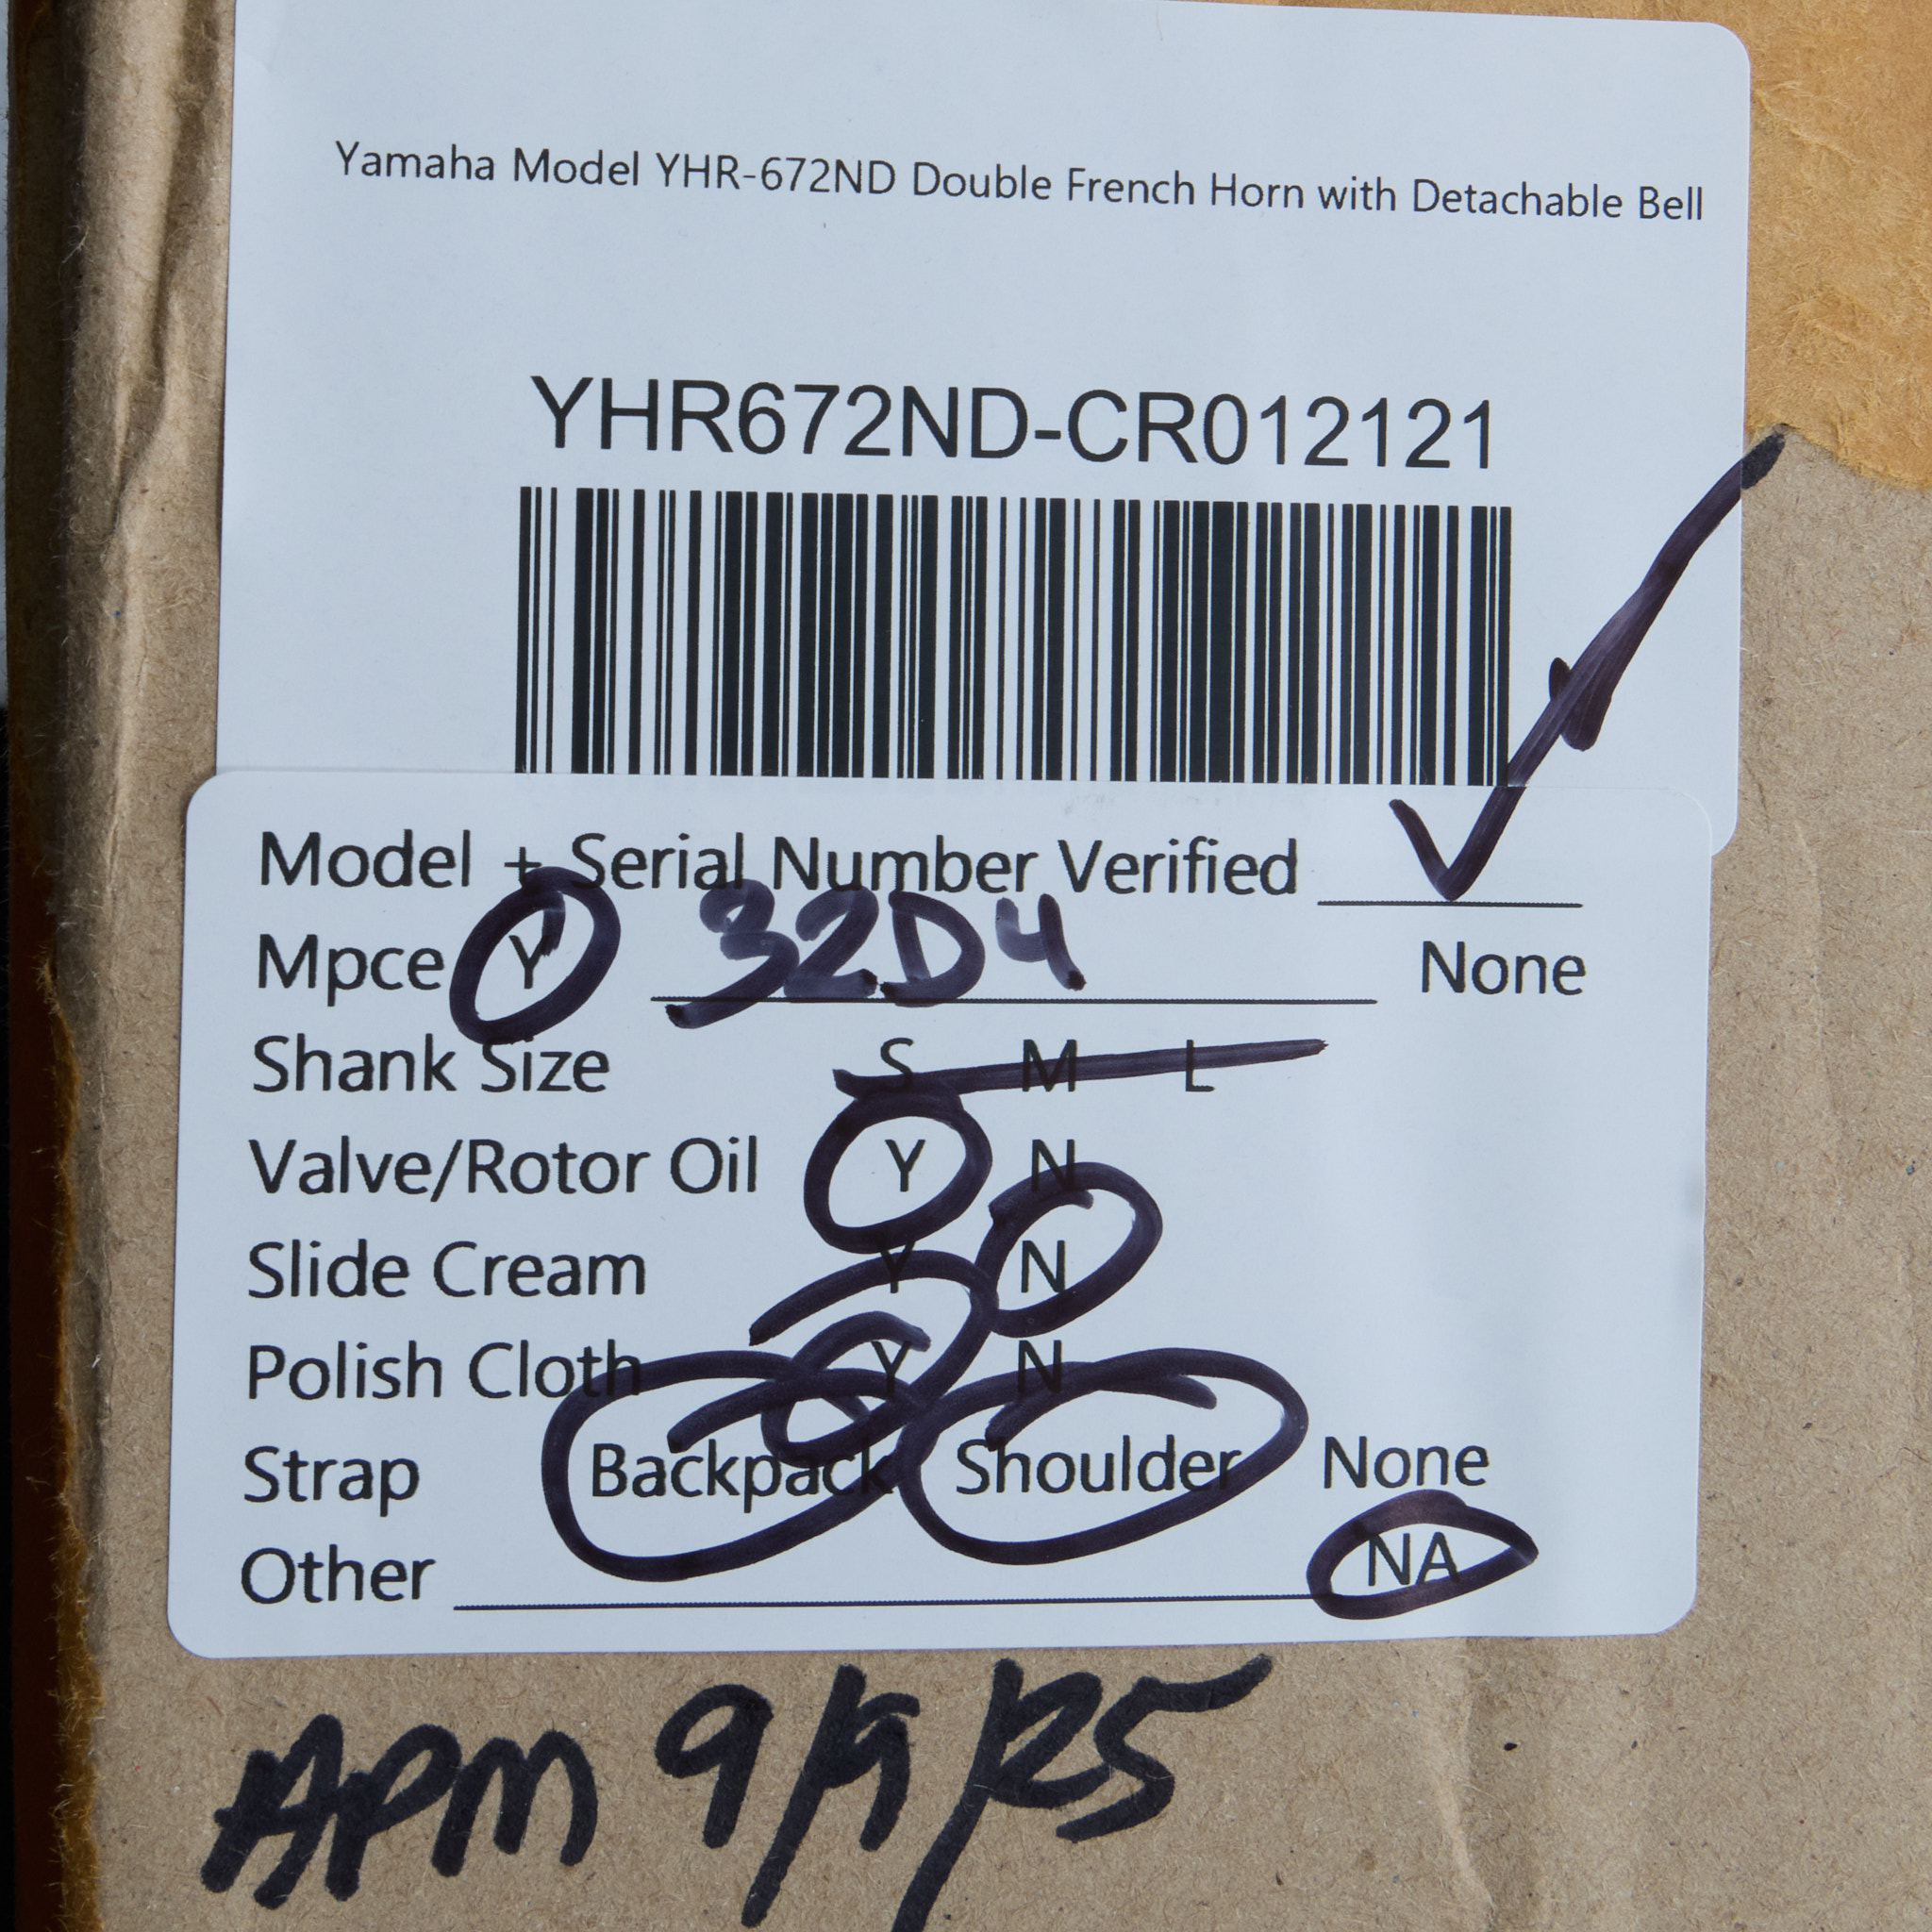 Yamaha Model YHR-672ND Double French Horn with Detachable Bell
YHR672ND-CR012121
Model + Serial Number Verified ✓
Mpce Y 32D4 None
Shank Size S M L
Valve/Rotor Oil Y N
Slide Cream Y N
Polish Cloth Y N
Strap Backpack Shoulder None
Other NA
APM 9/9/25